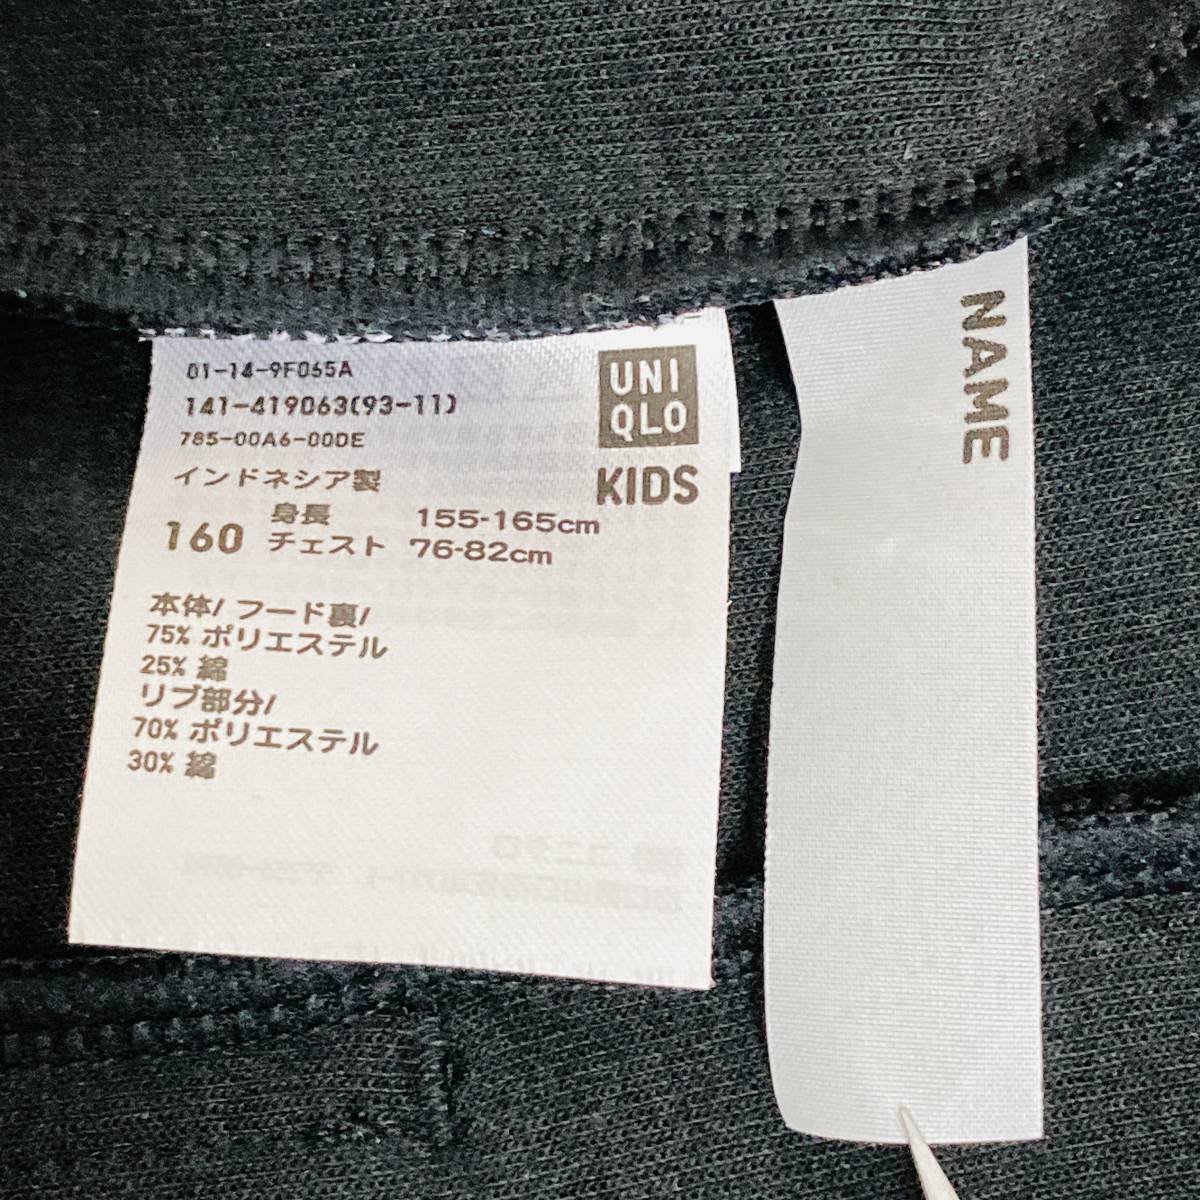 01-14-9F065A
141-419063(93-11)
785-00A6-00DE
インドネシア製
UNI
QLO
KIDS
160
身長 155-165cm
チェスト 76-82cm
本体/ フード裏/
75% ポリエステル
25% 綿
リブ部分/
70% ポリエステル
30% 綿
NAME